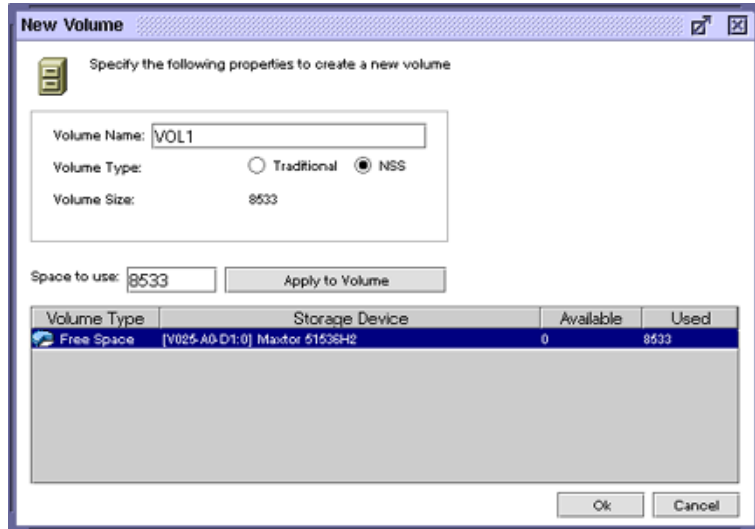 New Volume
Specify the following properties to create a new volume
Volume Name: VOL1
Volume Type: Traditional NSS
Volume Size: 8533
Space to use: 8533 Apply to Volume
Volume Type Storage Device Available Used
Free Space [V025-A0-D1:0] Maxtor 51536H2 0 8533
Ok Cancel